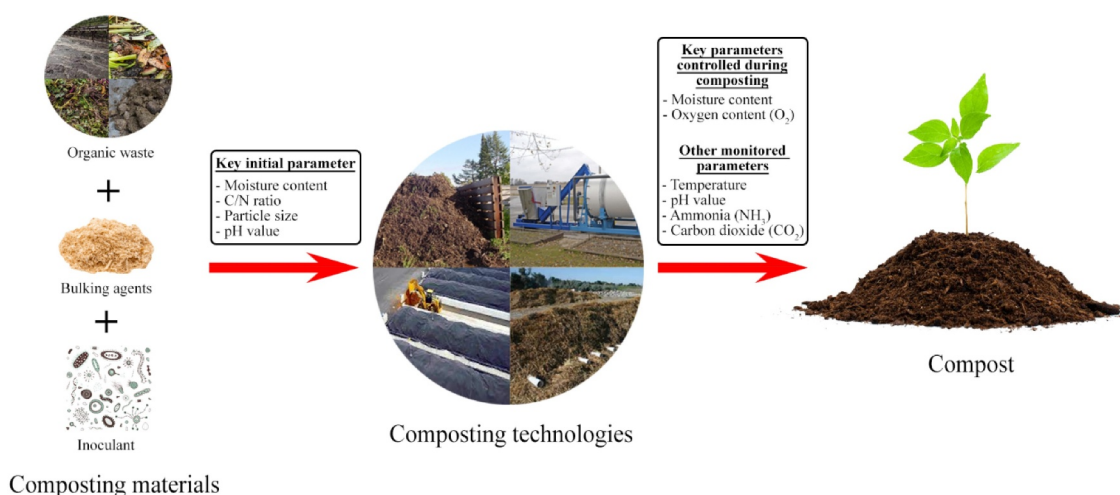 Organic waste
+
Bulking agents
+
Inoculant
Composting materials
Key initial parameter
- Moisture content
- C/N ratio
- Particle size
- pH value
Composting technologies
Key parameters
controlled during
composting
- Moisture content
- Oxygen content (O₂)
Other monitored
parameters
- Temperature
- pH value
- Ammonia (NH₃)
- Carbon dioxide (CO₂)
Compost